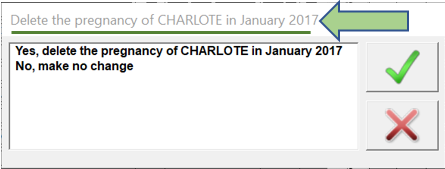 Delete the pregnancy of CHARLOTE in January 2017
Yes, delete the pregnancy of CHARLOTE in January 2017
No, make no change